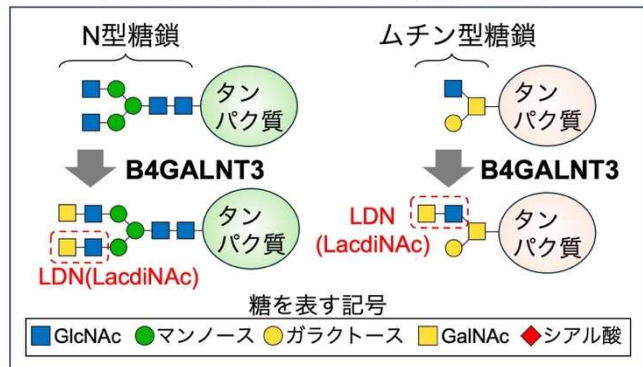 N型糖鎖
ムチン型糖鎖
タン
パク質
タン
パク質
B4GALNT3
B4GALNT3
タン
パク質
LDN(LacdiNAc)
LDN
(LacdiNAc)
タン
パク質
糖を表す記号
GlcNAc マンノース ガラクトース GalNAc シアル酸